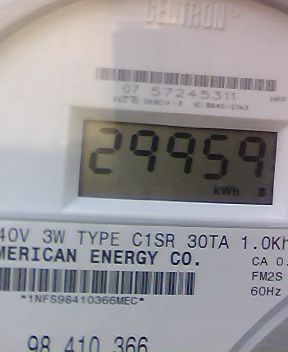 CENTRON®
07 57245311
HPP
29959
kWh
40V 3W TYPE C1SR 30TA 1.0Kh
MERICAN ENERGY CO.
CA 0.
FM2S
*1NFS98410366MEC*
60Hz
98 410 366